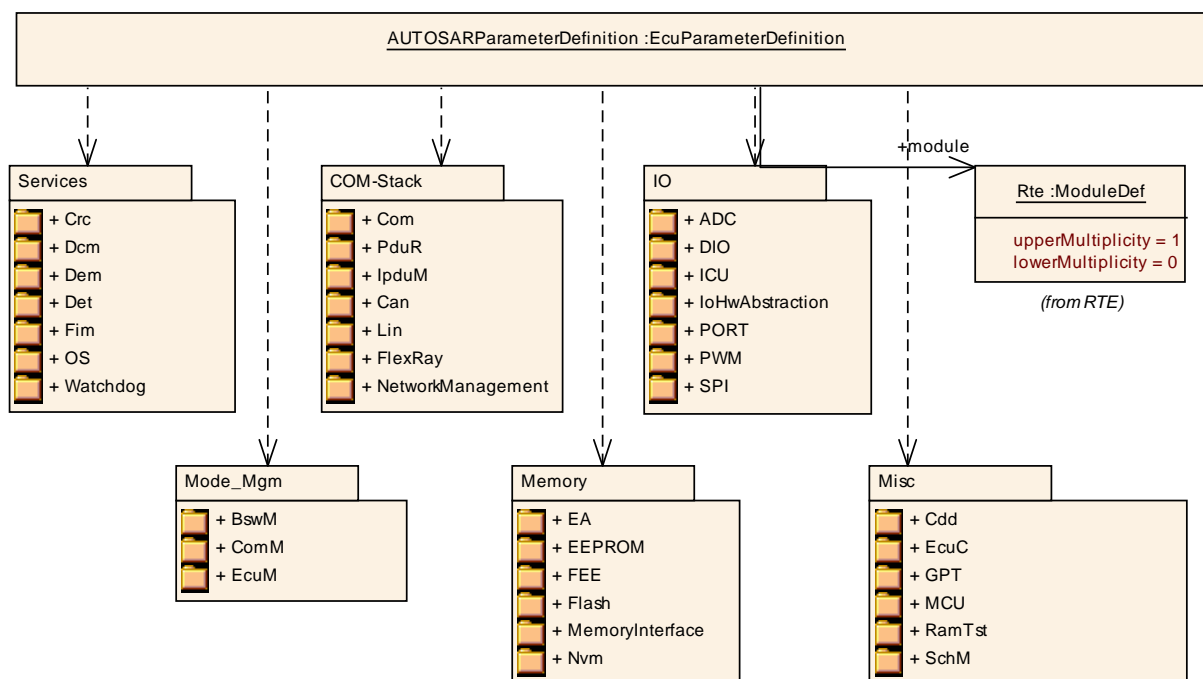 AUTOSARParameterDefinition :EcuParameterDefinition
+module
Services
+ Crc
+ Dcm
+ Dem
+ Det
+ Fim
+ OS
+ Watchdog
COM-Stack
+ Com
+ PduR
+ IpduM
+ Can
+ Lin
+ FlexRay
+ NetworkManagement
IO
+ ADC
+ DIO
+ ICU
+ IoHwAbstraction
+ PORT
+ PWM
+ SPI
Rte :ModuleDef
upperMultiplicity = 1
lowerMultiplicity = 0
(from RTE)
Mode_Mgm
+ BswM
+ ComM
+ EcuM
Memory
+ EA
+ EEPROM
+ FEE
+ Flash
+ MemoryInterface
+ Nvm
Misc
+ Cdd
+ EcuC
+ GPT
+ MCU
+ RamTst
+ SchM